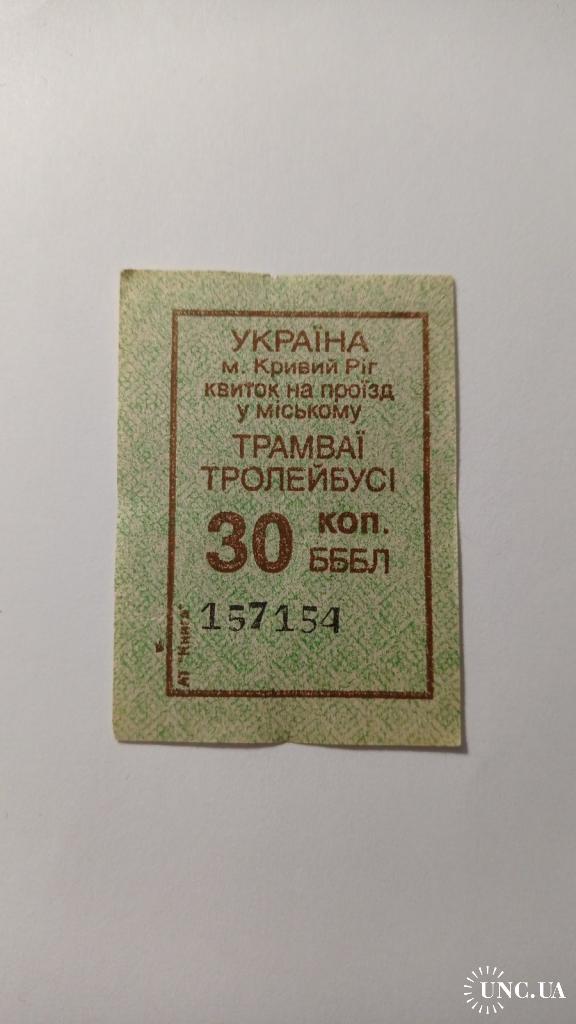 УКРАЇНА
м. Кривий Ріг
квиток на проїзд
у міському
ТРАМВАЇ
ТРОЛЕЙБУСІ
30 коп.
БББЛ
157154
АТ "Книга"
UNC.UA